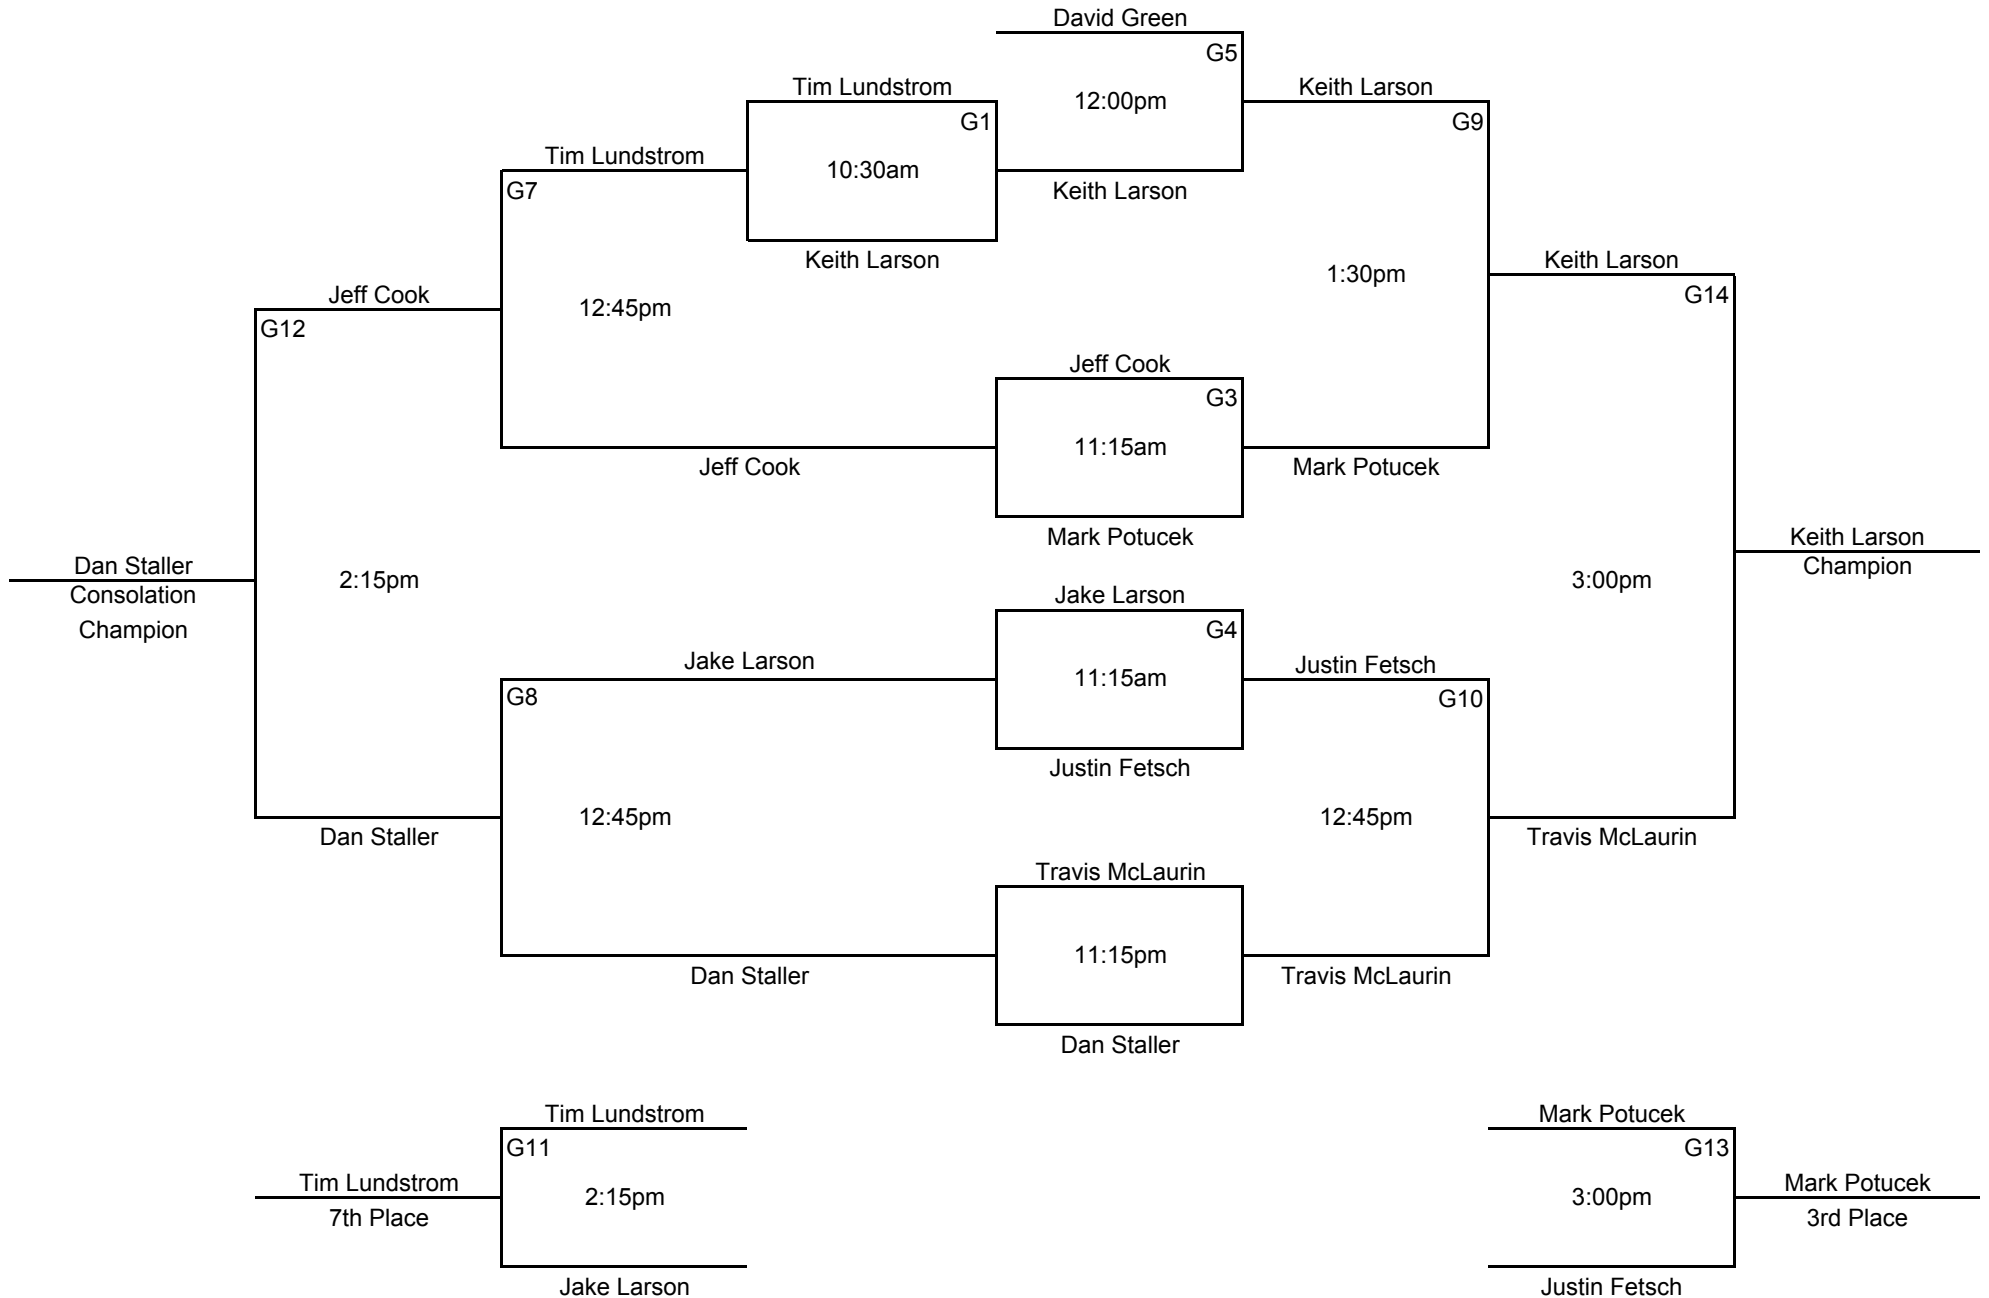 David Green
G5
Tim Lundstrom
12:00pm
Keith Larson
G1
G9
Tim Lundstrom
10:30am
G7
Keith Larson
Keith Larson
1:30pm
Keith Larson
Jeff Cook
12:45pm
G14
G12
Jeff Cook
G3
11:15am
Jeff Cook
Mark Potucek
Mark Potucek
Keith Larson
Dan Staller
2:15pm
3:00pm
Champion
Consolation
Jake Larson
Champion
G4
Jake Larson
11:15am
Justin Fetsch
G8
G10
Justin Fetsch
12:45pm
12:45pm
Dan Staller
Travis McLaurin
Travis McLaurin
11:15pm
Dan Staller
Travis McLaurin
Dan Staller
Tim Lundstrom
Mark Potucek
G11
G13
Tim Lundstrom
2:15pm
3:00pm
Mark Potucek
7th Place
3rd Place
Jake Larson
Justin Fetsch